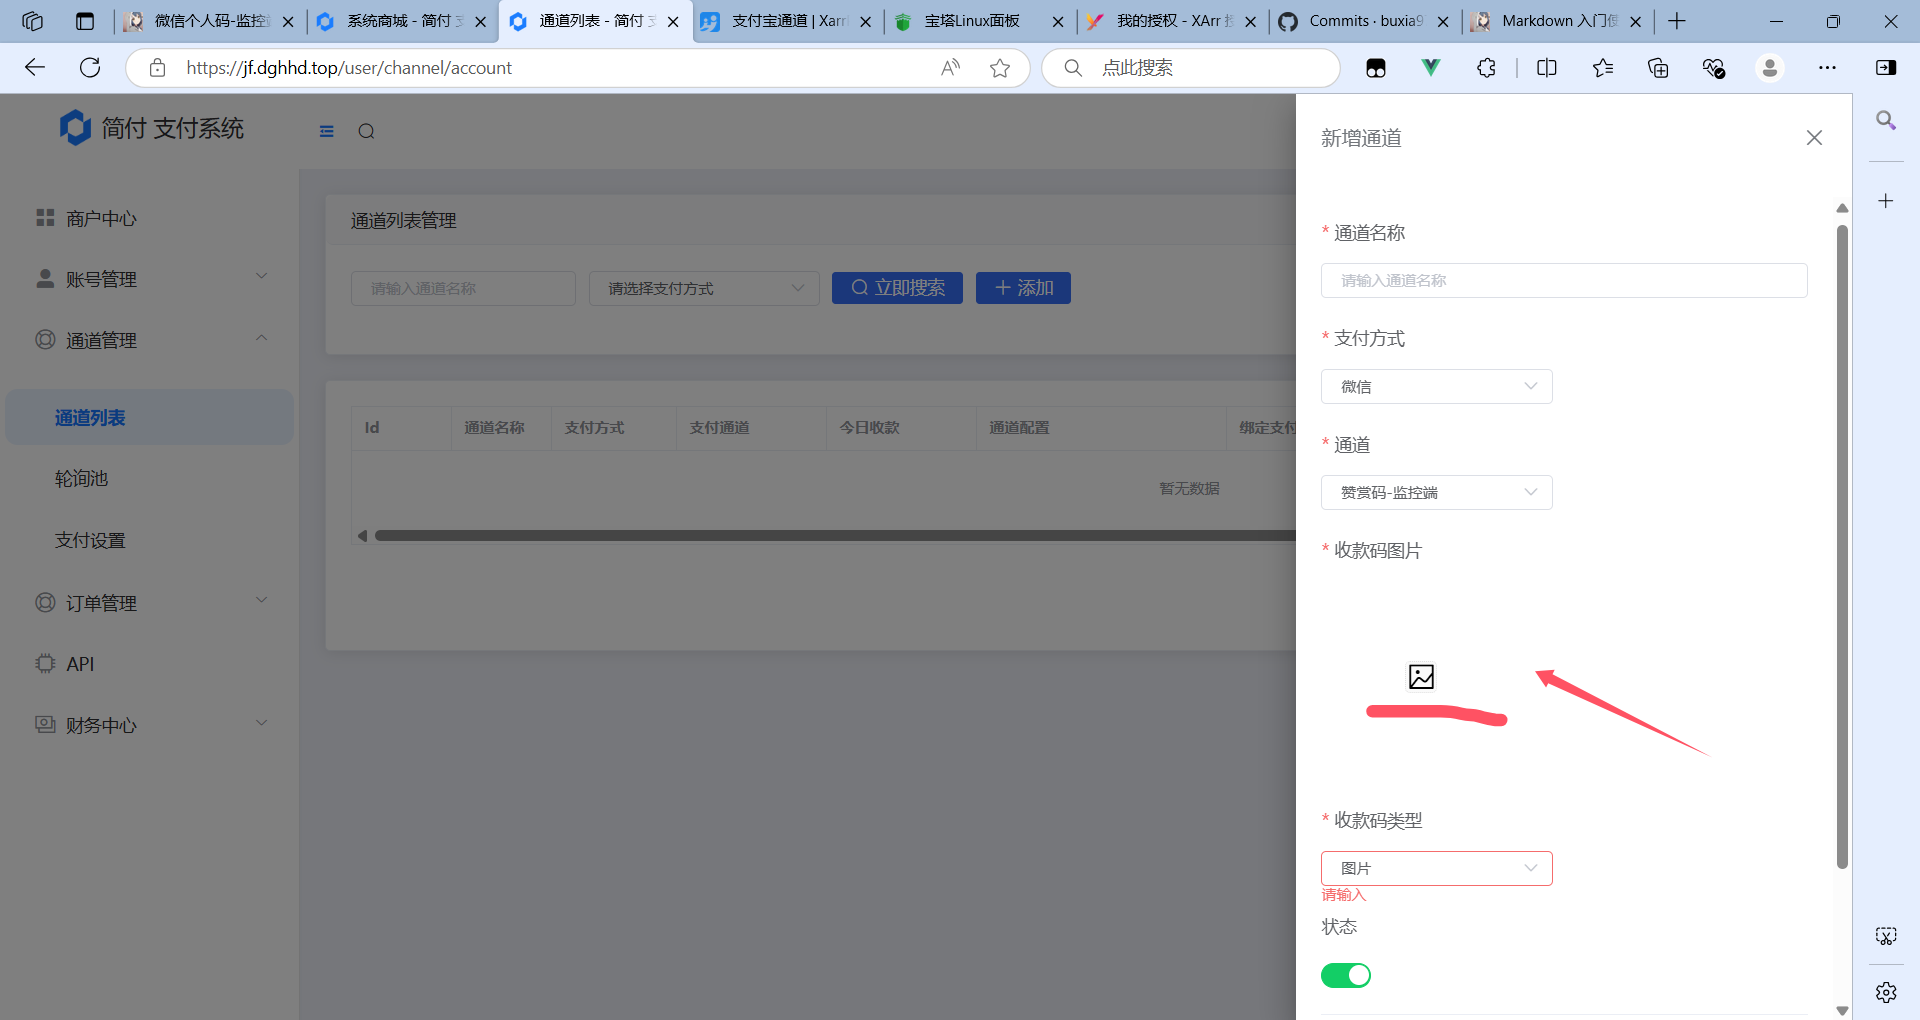 微信个人码-监控
系统商城 - 简付
通道列表 - 简付
支付宝通道 | Xarr
宝塔Linux面板
我的授权 - XArr
Commits · buxia9
Markdown 入门
https://jf.dghhd.top/user/channel/account
点此搜索
简付 支付系统
商户中心
账号管理
通道管理
通道列表
轮询池
支付设置
订单管理
API
财务中心
通道列表管理
请输入通道名称
请选择支付方式
立即搜索
添加
Id
通道名称
支付方式
支付通道
今日收款
通道配置
绑定支付
暂无数据
新增通道
* 通道名称
请输入通道名称
* 支付方式
微信
* 通道
赞赏码-监控端
* 收款码图片
* 收款码类型
图片
请输入
状态